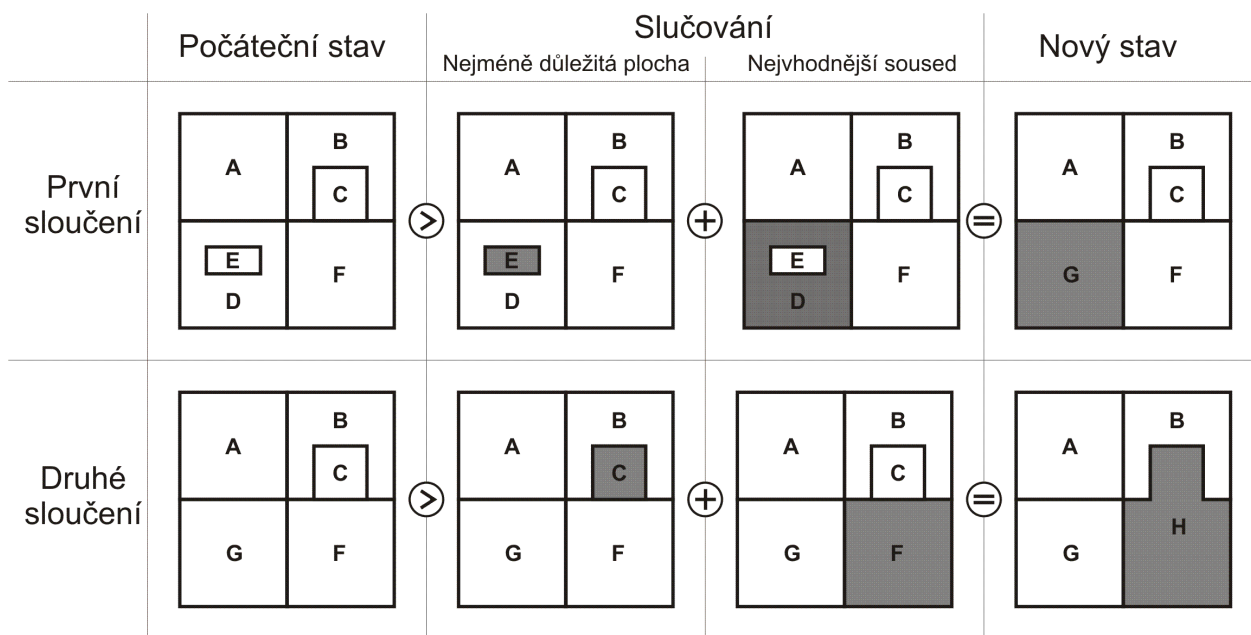 Počáteční stav
Slučování
Nový stav
Nejméně důležitá plocha
Nejvhodnější soused
První
sloučení
A B C E D F
>
A B C E D F
+
A B C E D F
=
A B C G F
Druhé
sloučení
A B C G F
>
A B C G F
+
A B C G F
=
A B G H